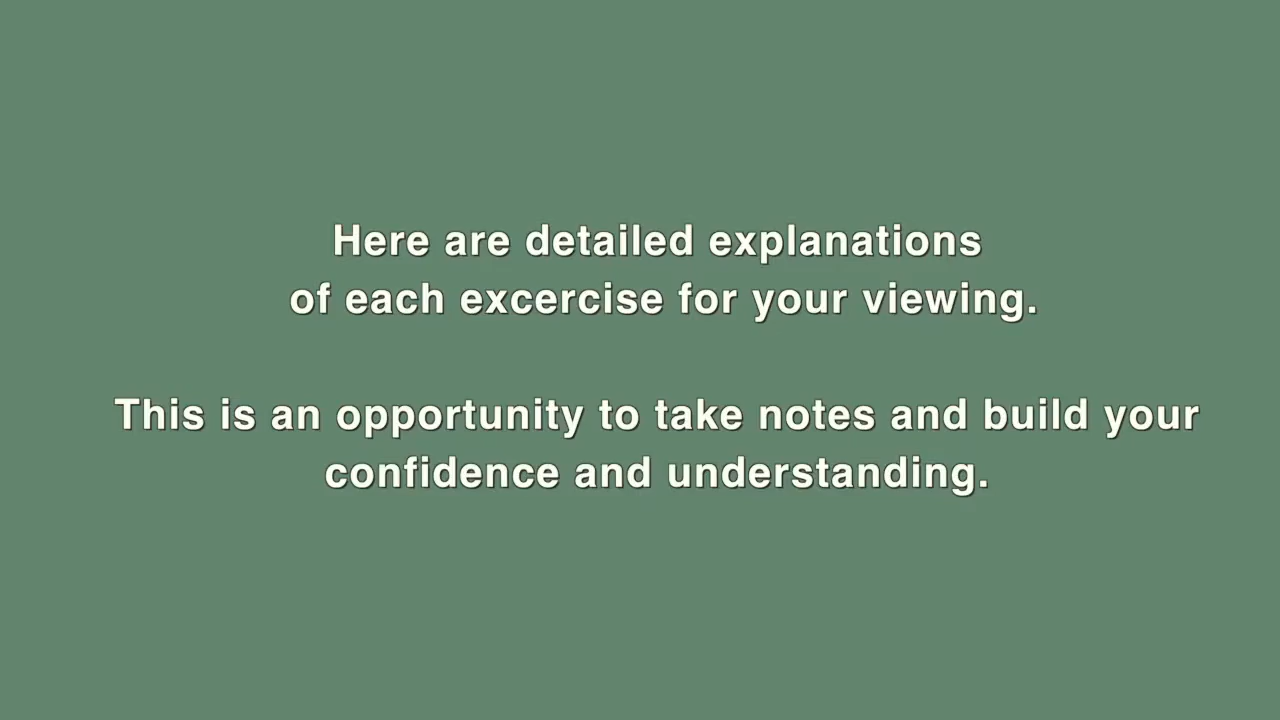 Here are detailed explanations
of each excercise for your viewing.
This is an opportunity to take notes and build your
confidence and understanding.